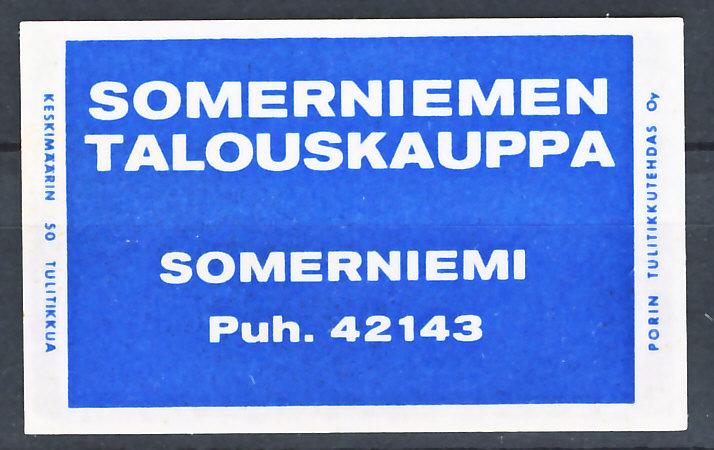 SOMERNIEMEN
TALOUSKAUPPA
SOMERNIEMI
Puh. 42143
KESKIMÄÄRIN 50 TULITIKKUA
PORIN TULITIKKUTEHDAS Oy